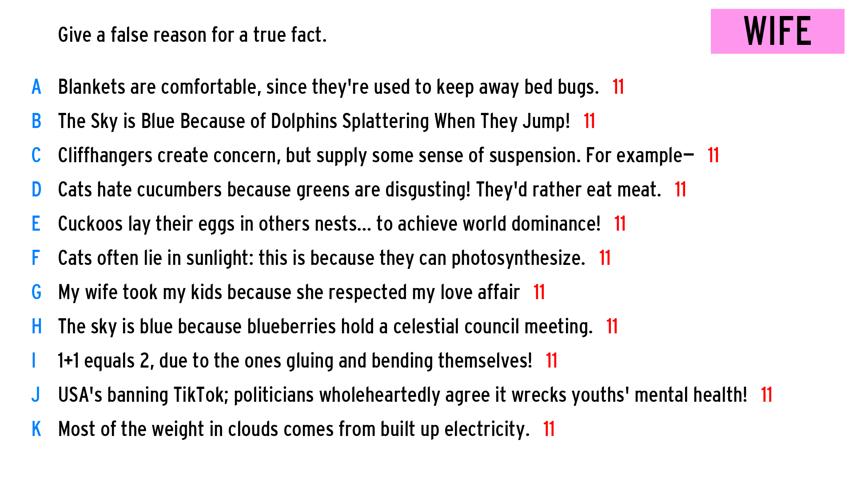 Give a false reason for a true fact.
WIFE
A Blankets are comfortable, since they're used to keep away bed bugs. 11
B The Sky is Blue Because of Dolphins Splattering When They Jump! 11
C Cliffhangers create concern, but supply some sense of suspension. For example— 11
D Cats hate cucumbers because greens are disgusting! They'd rather eat meat. 11
E Cuckoos lay their eggs in others nests... to achieve world dominance! 11
F Cats often lie in sunlight: this is because they can photosynthesize. 11
G My wife took my kids because she respected my love affair 11
H The sky is blue because blueberries hold a celestial council meeting. 11
I 1+1 equals 2, due to the ones gluing and bending themselves! 11
J USA's banning TikTok; politicians wholeheartedly agree it wrecks youths' mental health! 11
K Most of the weight in clouds comes from built up electricity. 11